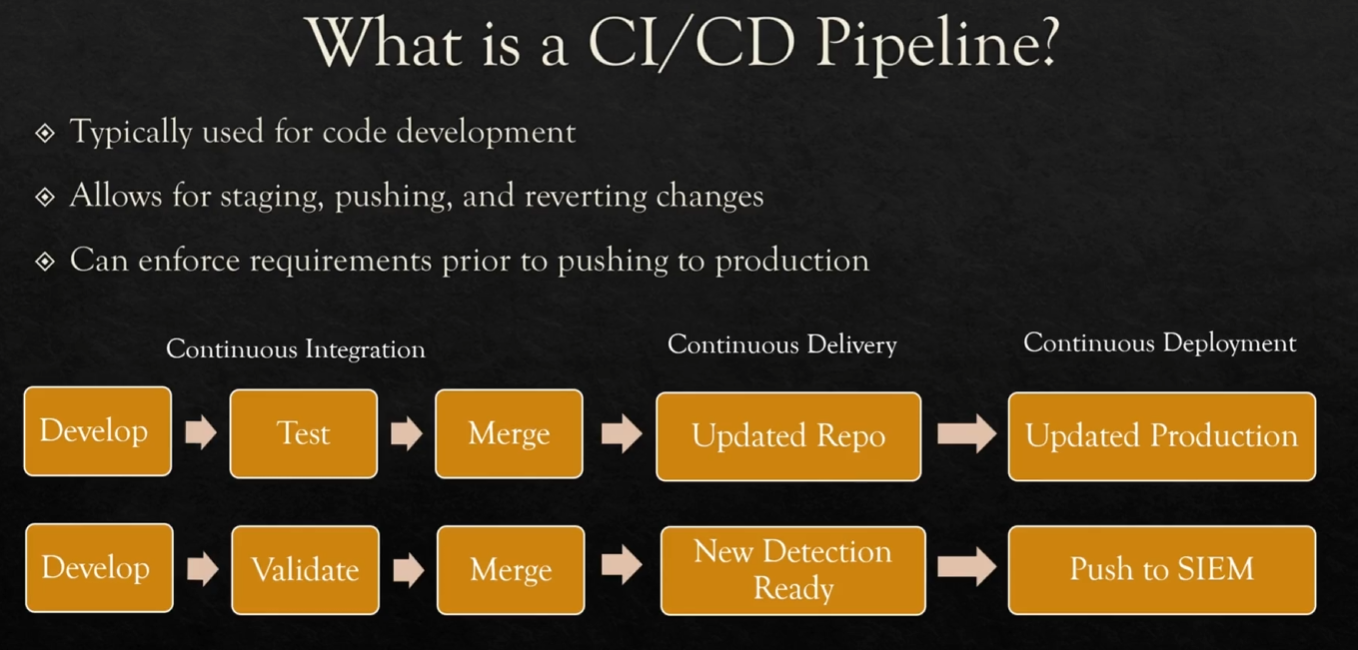 What is a CI/CD Pipeline?
Typically used for code development
Allows for staging, pushing, and reverting changes
Can enforce requirements prior to pushing to production
Continuous Integration
Continuous Delivery
Continuous Deployment
Develop
Test
Merge
Updated Repo
Updated Production
Develop
Validate
Merge
New Detection
Ready
Push to SIEM